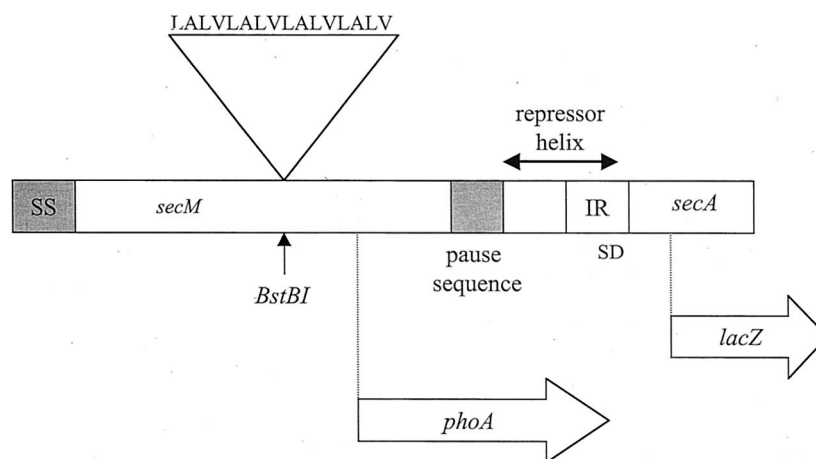 LALVLALVLALVLALV
repressor
helix
SS
secM
IR
secA
SD
pause
sequence
BstBI
lacZ
phoA